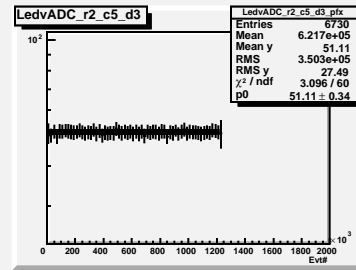 LedvADC_r2_c5_d3
LedvADC_r2_c5_d3_pfx
Entries 6730
Mean 6.217e+05
Mean y 51.11
RMS 3.503e+05
RMS y 27.49
χ² / ndf 3.096 / 60
p0 51.11 ± 0.34
10²
0 200 400 600 800 1000 1200 1400 1600 1800 2000
×10³
Evt#